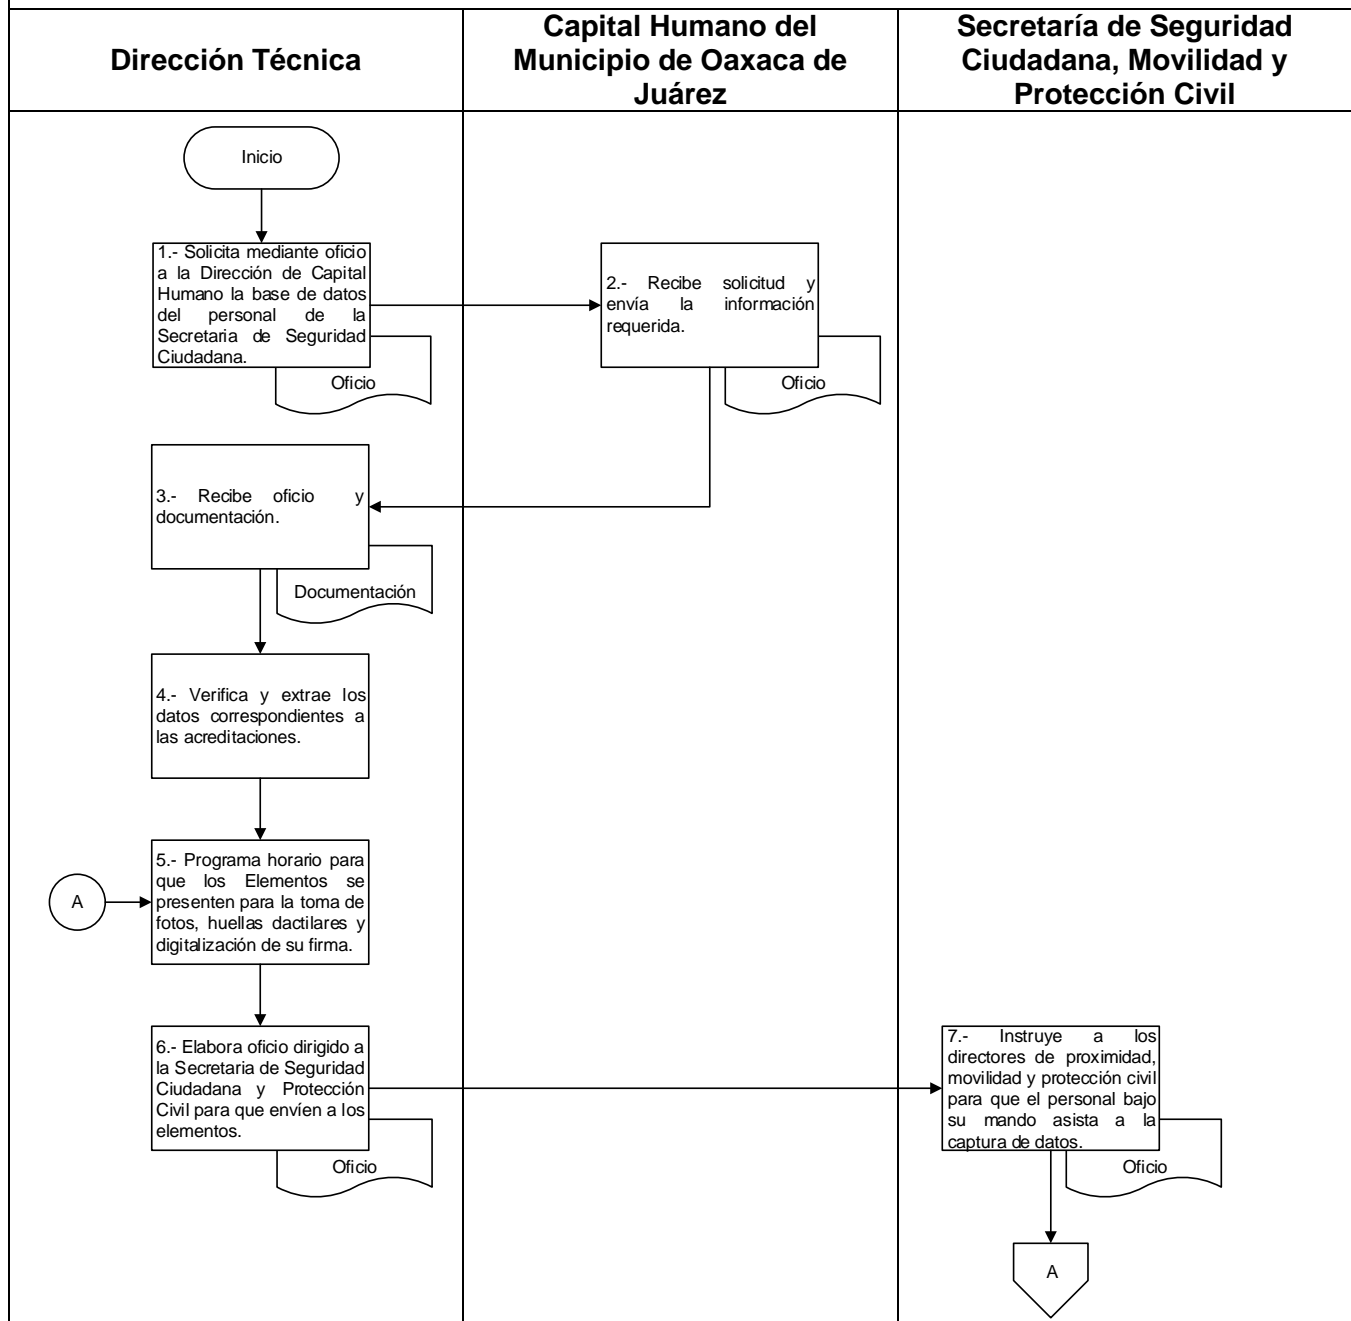 Dirección Técnica
Capital Humano del
Municipio de Oaxaca de
Juárez
Secretaría de Seguridad
Ciudadana, Movilidad y
Protección Civil
Inicio
1.- Solicita mediante oficio
a la Dirección de Capital
Humano la base de datos
del personal de la
Secretaria de Seguridad
Ciudadana.
Oficio
2.- Recibe solicitud y
envía la información
requerida.
Oficio
3.- Recibe oficio y
documentación.
Documentación
4.- Verifica y extrae los
datos correspondientes a
las acreditaciones.
A
5.- Programa horario para
que los Elementos se
presenten para la toma de
fotos, huellas dactilares y
digitalización de su firma.
6.- Elabora oficio dirigido a
la Secretaria de Seguridad
Ciudadana y Protección
Civil para que envíen a los
elementos.
Oficio
7.- Instruye a los
directores de proximidad,
movilidad y protección civil
para que el personal bajo
su mando asista a la
captura de datos.
Oficio
A